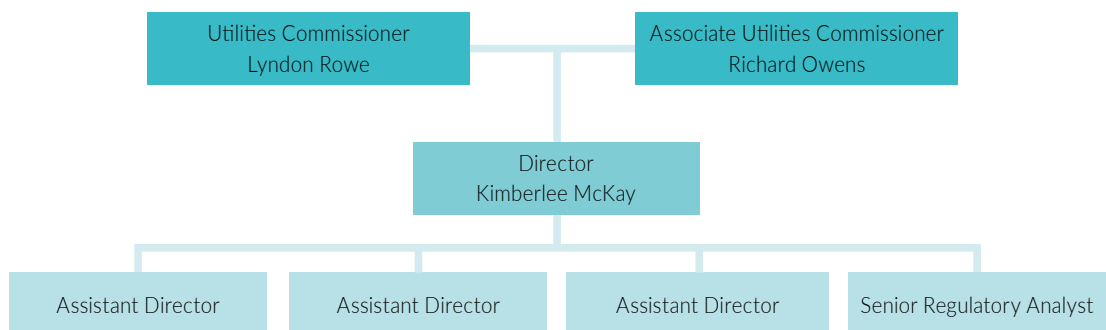 Utilities Commissioner
Lyndon Rowe
Associate Utilities Commissioner
Richard Owens
Director
Kimberlee McKay
Assistant Director
Assistant Director
Assistant Director
Senior Regulatory Analyst